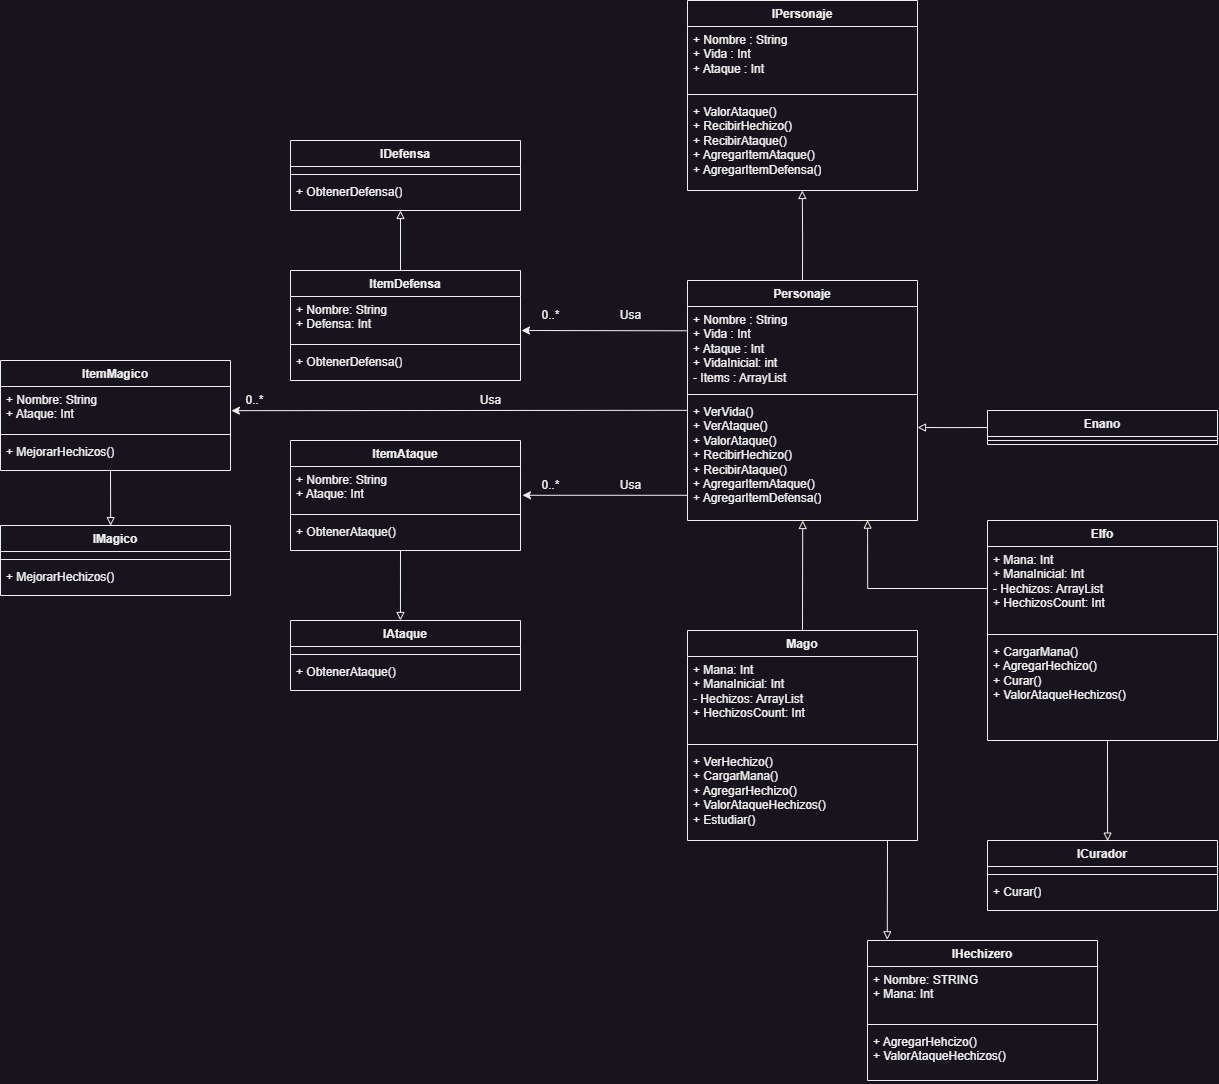 IPersonaje
+ Nombre : String
+ Vida : Int
+ Ataque : Int
+ ValorAtaque()
+ RecibirHechizo()
+ RecibirAtaque()
+ AgregarItemAtaque()
+ AgregarItemDefensa()
IDefensa
+ ObtenerDefensa()
ItemDefensa
+ Nombre: String
+ Defensa: Int
+ ObtenerDefensa()
0..*
Usa
Personaje
+ Nombre : String
+ Vida : Int
+ Ataque : Int
+ VidaInicial: int
- Items : ArrayList
+ VerVida()
+ VerAtaque()
+ ValorAtaque()
+ RecibirHechizo()
+ RecibirAtaque()
+ AgregarItemAtaque()
+ AgregarItemDefensa()
ItemMagico
+ Nombre: String
+ Ataque: Int
+ MejorarHechizos()
0..*
Usa
IMagico
+ MejorarHechizos()
ItemAtaque
+ Nombre: String
+ Ataque: Int
+ ObtenerAtaque()
0..*
Usa
IAtaque
+ ObtenerAtaque()
Enano
Elfo
+ Mana: Int
+ ManaInicial: Int
- Hechizos: ArrayList
+ HechizosCount: Int
+ CargarMana()
+ AgregarHechizo()
+ Curar()
+ ValorAtaqueHechizos()
Mago
+ Mana: Int
+ ManaInicial: Int
- Hechizos: ArrayList
+ HechizosCount: Int
+ VerHechizo()
+ CargarMana()
+ AgregarHechizo()
+ ValorAtaqueHechizos()
+ Estudiar()
ICurador
+ Curar()
IHechizero
+ Nombre: STRING
+ Mana: Int
+ AgregarHehcizo()
+ ValorAtaqueHechizos()